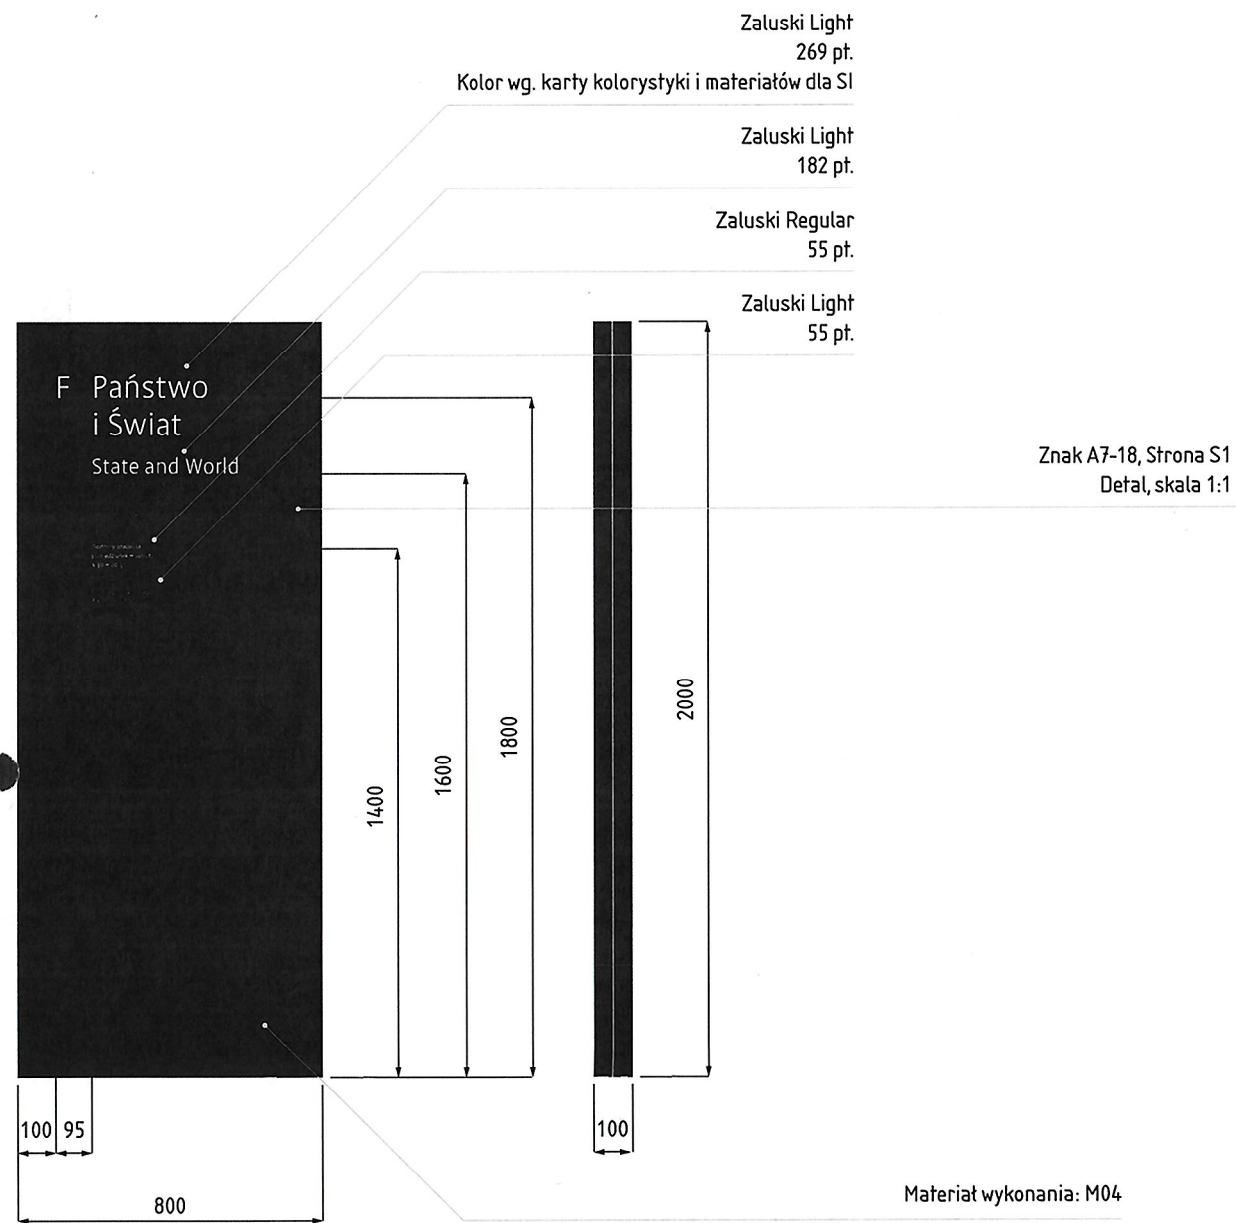 Zaluski Light
269 pt.
Kolor wg. karty kolorystyki i materiałów dla SI
Zaluski Light
182 pt.
Zaluski Regular
55 pt.
Zaluski Light
55 pt.
F Państwo
i Świat
State and World
Znak A7-18, Strona S1
Detal, skala 1:1
1400
1600
1800
2000
100
95
800
100
Materiał wykonania: M04